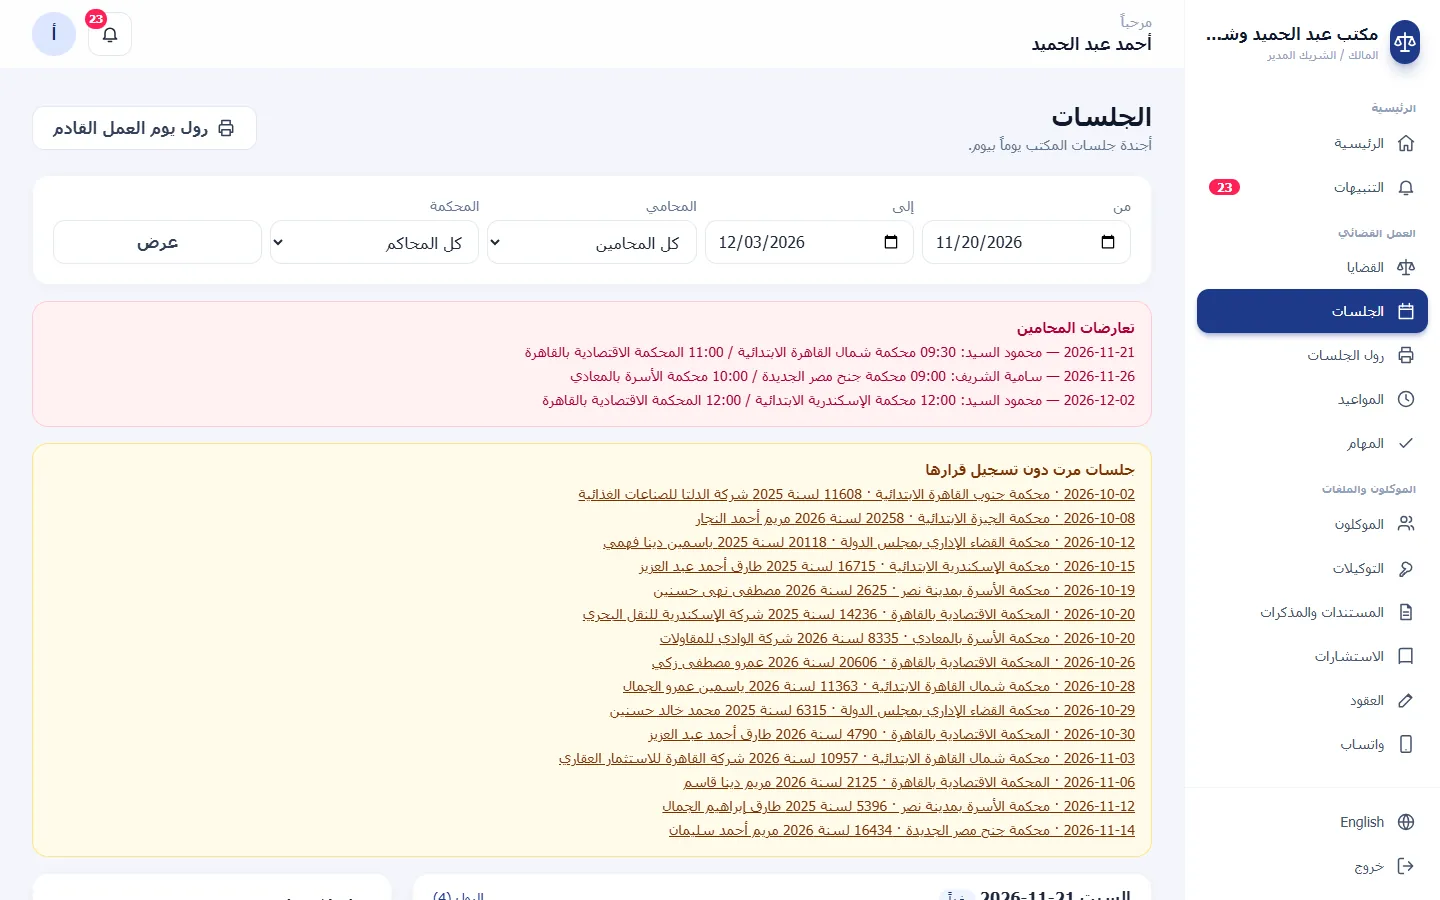 مكتب عبد الحميد وشـ...
المالك / الشريك المدير
الرئيسية
الرئيسية
التنبيهات
23
العمل القضائي
القضايا
الجلسات
رول الجلسات
المواعيد
المهام
الموكلون والملفات
الموكلون
التوكيلات
المستندات والمذكرات
الاستشارات
العقود
واتساب
English
خروج
مرحباً
أحمد عبد الحميد
23
أ
الجلسات
أجندة جلسات المكتب يوماً بيوم.
رول يوم العمل القادم
من
إلى
المحامي
المحكمة
11/20/2026
12/03/2026
كل المحامين
كل المحاكم
عرض
تعارضات المحامين
2026-11-21 — محمود السيد: 09:30 محكمة شمال القاهرة الابتدائية / 11:00 المحكمة الاقتصادية بالقاهرة
2026-11-26 — سامية الشريف: 09:00 محكمة جنح مصر الجديدة / 10:00 محكمة الأسرة بالمعادي
2026-12-02 — محمود السيد: 12:00 محكمة الإسكندرية الابتدائية / 12:00 المحكمة الاقتصادية بالقاهرة
جلسات مرت دون تسجيل قرارها
2026-10-02 · محكمة جنوب القاهرة الابتدائية · 11608 لسنة 2025 شركة الدلتا للصناعات الغذائية
2026-10-08 · محكمة الجيزة الابتدائية · 20258 لسنة 2026 مريم أحمد النجار
2026-10-12 · محكمة القضاء الإداري بمجلس الدولة · 20118 لسنة 2025 ياسمين دينا فهمي
2026-10-15 · محكمة الإسكندرية الابتدائية · 16715 لسنة 2025 طارق أحمد عبد العزيز
2026-10-19 · محكمة الأسرة بمدينة نصر · 2625 لسنة 2026 مصطفى نهى حسنين
2026-10-20 · المحكمة الاقتصادية بالقاهرة · 14236 لسنة 2025 شركة الإسكندرية للنقل البحري
2026-10-20 · محكمة الأسرة بالمعادي · 8335 لسنة 2026 شركة الوادي للمقاولات
2026-10-26 · المحكمة الاقتصادية بالقاهرة · 20606 لسنة 2026 عمرو مصطفى زكي
2026-10-28 · محكمة شمال القاهرة الابتدائية · 11363 لسنة 2026 ياسمين عمرو الجمال
2026-10-29 · محكمة القضاء الإداري بمجلس الدولة · 6315 لسنة 2025 محمد خالد حسنين
2026-10-30 · المحكمة الاقتصادية بالقاهرة · 4790 لسنة 2026 طارق أحمد عبد العزيز
2026-11-03 · محكمة شمال القاهرة الابتدائية · 10957 لسنة 2026 شركة القاهرة للاستثمار العقاري
2026-11-06 · المحكمة الاقتصادية بالقاهرة · 2125 لسنة 2026 مريم دينا قاسم
2026-11-12 · محكمة الأسرة بمدينة نصر · 5396 لسنة 2025 طارق إبراهيم الجمال
2026-11-14 · محكمة جنح مصر الجديدة · 16434 لسنة 2026 مريم أحمد سليمان
السبت 21-11-2026
الرول (4)